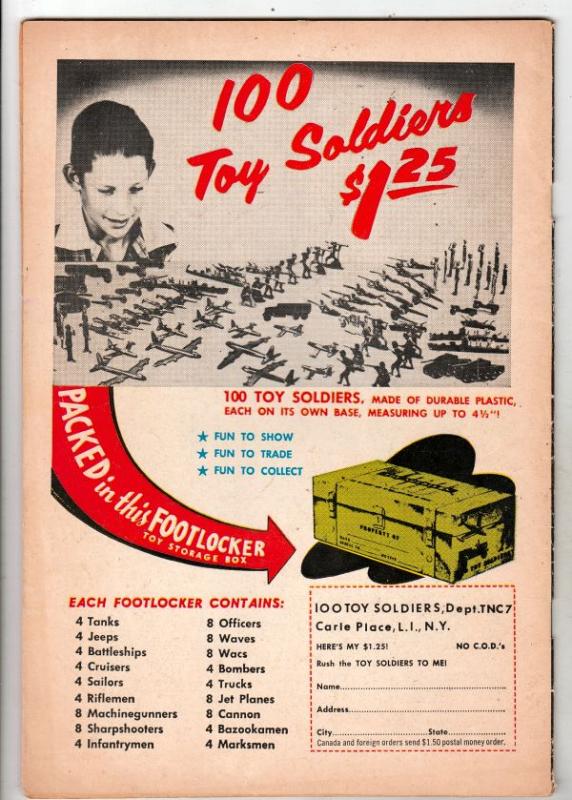 100
Toy Soldiers
$1.25
100 TOY SOLDIERS, MADE OF DURABLE PLASTIC,
EACH ON ITS OWN BASE, MEASURING UP TO 4½"!
★ FUN TO SHOW
★ FUN TO TRADE
★ FUN TO COLLECT
PACKED in this FOOTLOCKER
TOY STORAGE BOX
PROPERTY OF
TOY SOLDIERS
EACH FOOTLOCKER CONTAINS:
4 Tanks
4 Jeeps
4 Battleships
4 Cruisers
4 Sailors
4 Riflemen
8 Machinegunners
8 Sharpshooters
4 Infantrymen
8 Officers
8 Waves
8 Wacs
4 Bombers
4 Trucks
8 Jet Planes
8 Cannon
4 Bazookamen
4 Marksmen
100 TOY SOLDIERS, Dept. TNC7
Carle Place, L.I., N.Y.
HERE'S MY $1.25! NO C.O.D.'s
Rush the TOY SOLDIERS TO ME!
Name
Address
City State
Canada and foreign orders send $1.50 postal money order.